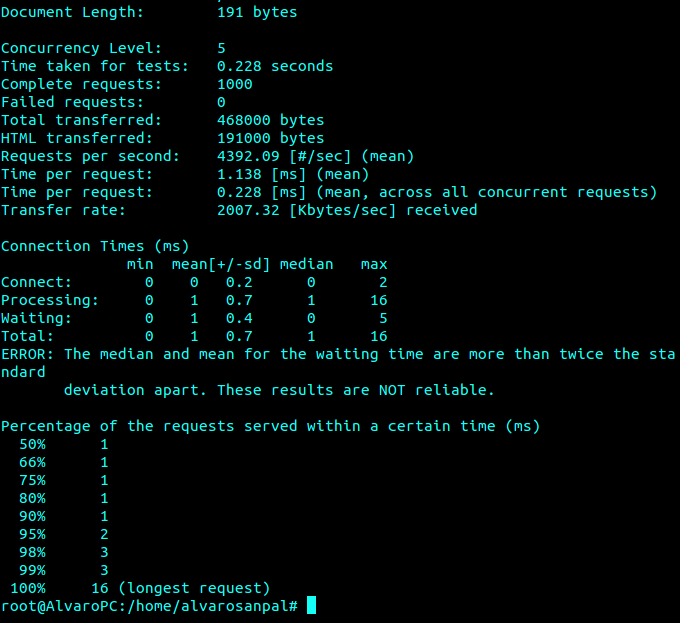 Document Length:        191 bytes
Concurrency Level:      5
Time taken for tests:   0.228 seconds
Complete requests:      1000
Failed requests:        0
Total transferred:      468000 bytes
HTML transferred:       191000 bytes
Requests per second:    4392.09 [#/sec] (mean)
Time per request:       1.138 [ms] (mean)
Time per request:       0.228 [ms] (mean, across all concurrent requests)
Transfer rate:          2007.32 [Kbytes/sec] received
Connection Times (ms)
              min  mean[+/-sd] median   max
Connect:        0    0   0.2      0       2
Processing:     0    1   0.7      1      16
Waiting:        0    1   0.4      0       5
Total:          0    1   0.7      1      16
ERROR: The median and mean for the waiting time are more than twice the sta
ndard
       deviation apart. These results are NOT reliable.
Percentage of the requests served within a certain time (ms)
  50%      1
  66%      1
  75%      1
  80%      1
  90%      1
  95%      2
  98%      3
  99%      3
 100%     16 (longest request)
root@AlvaroPC:/home/alvarosanpal#